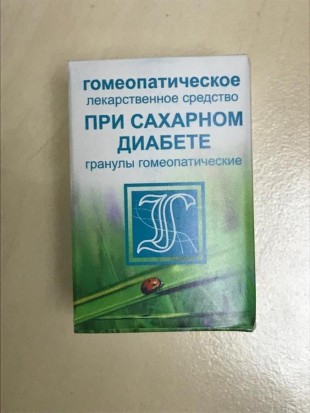 гомеопатическое
лекарственное средство
ПРИ САХАРНОМ
ДИАБЕТЕ
гранулы гомеопатические